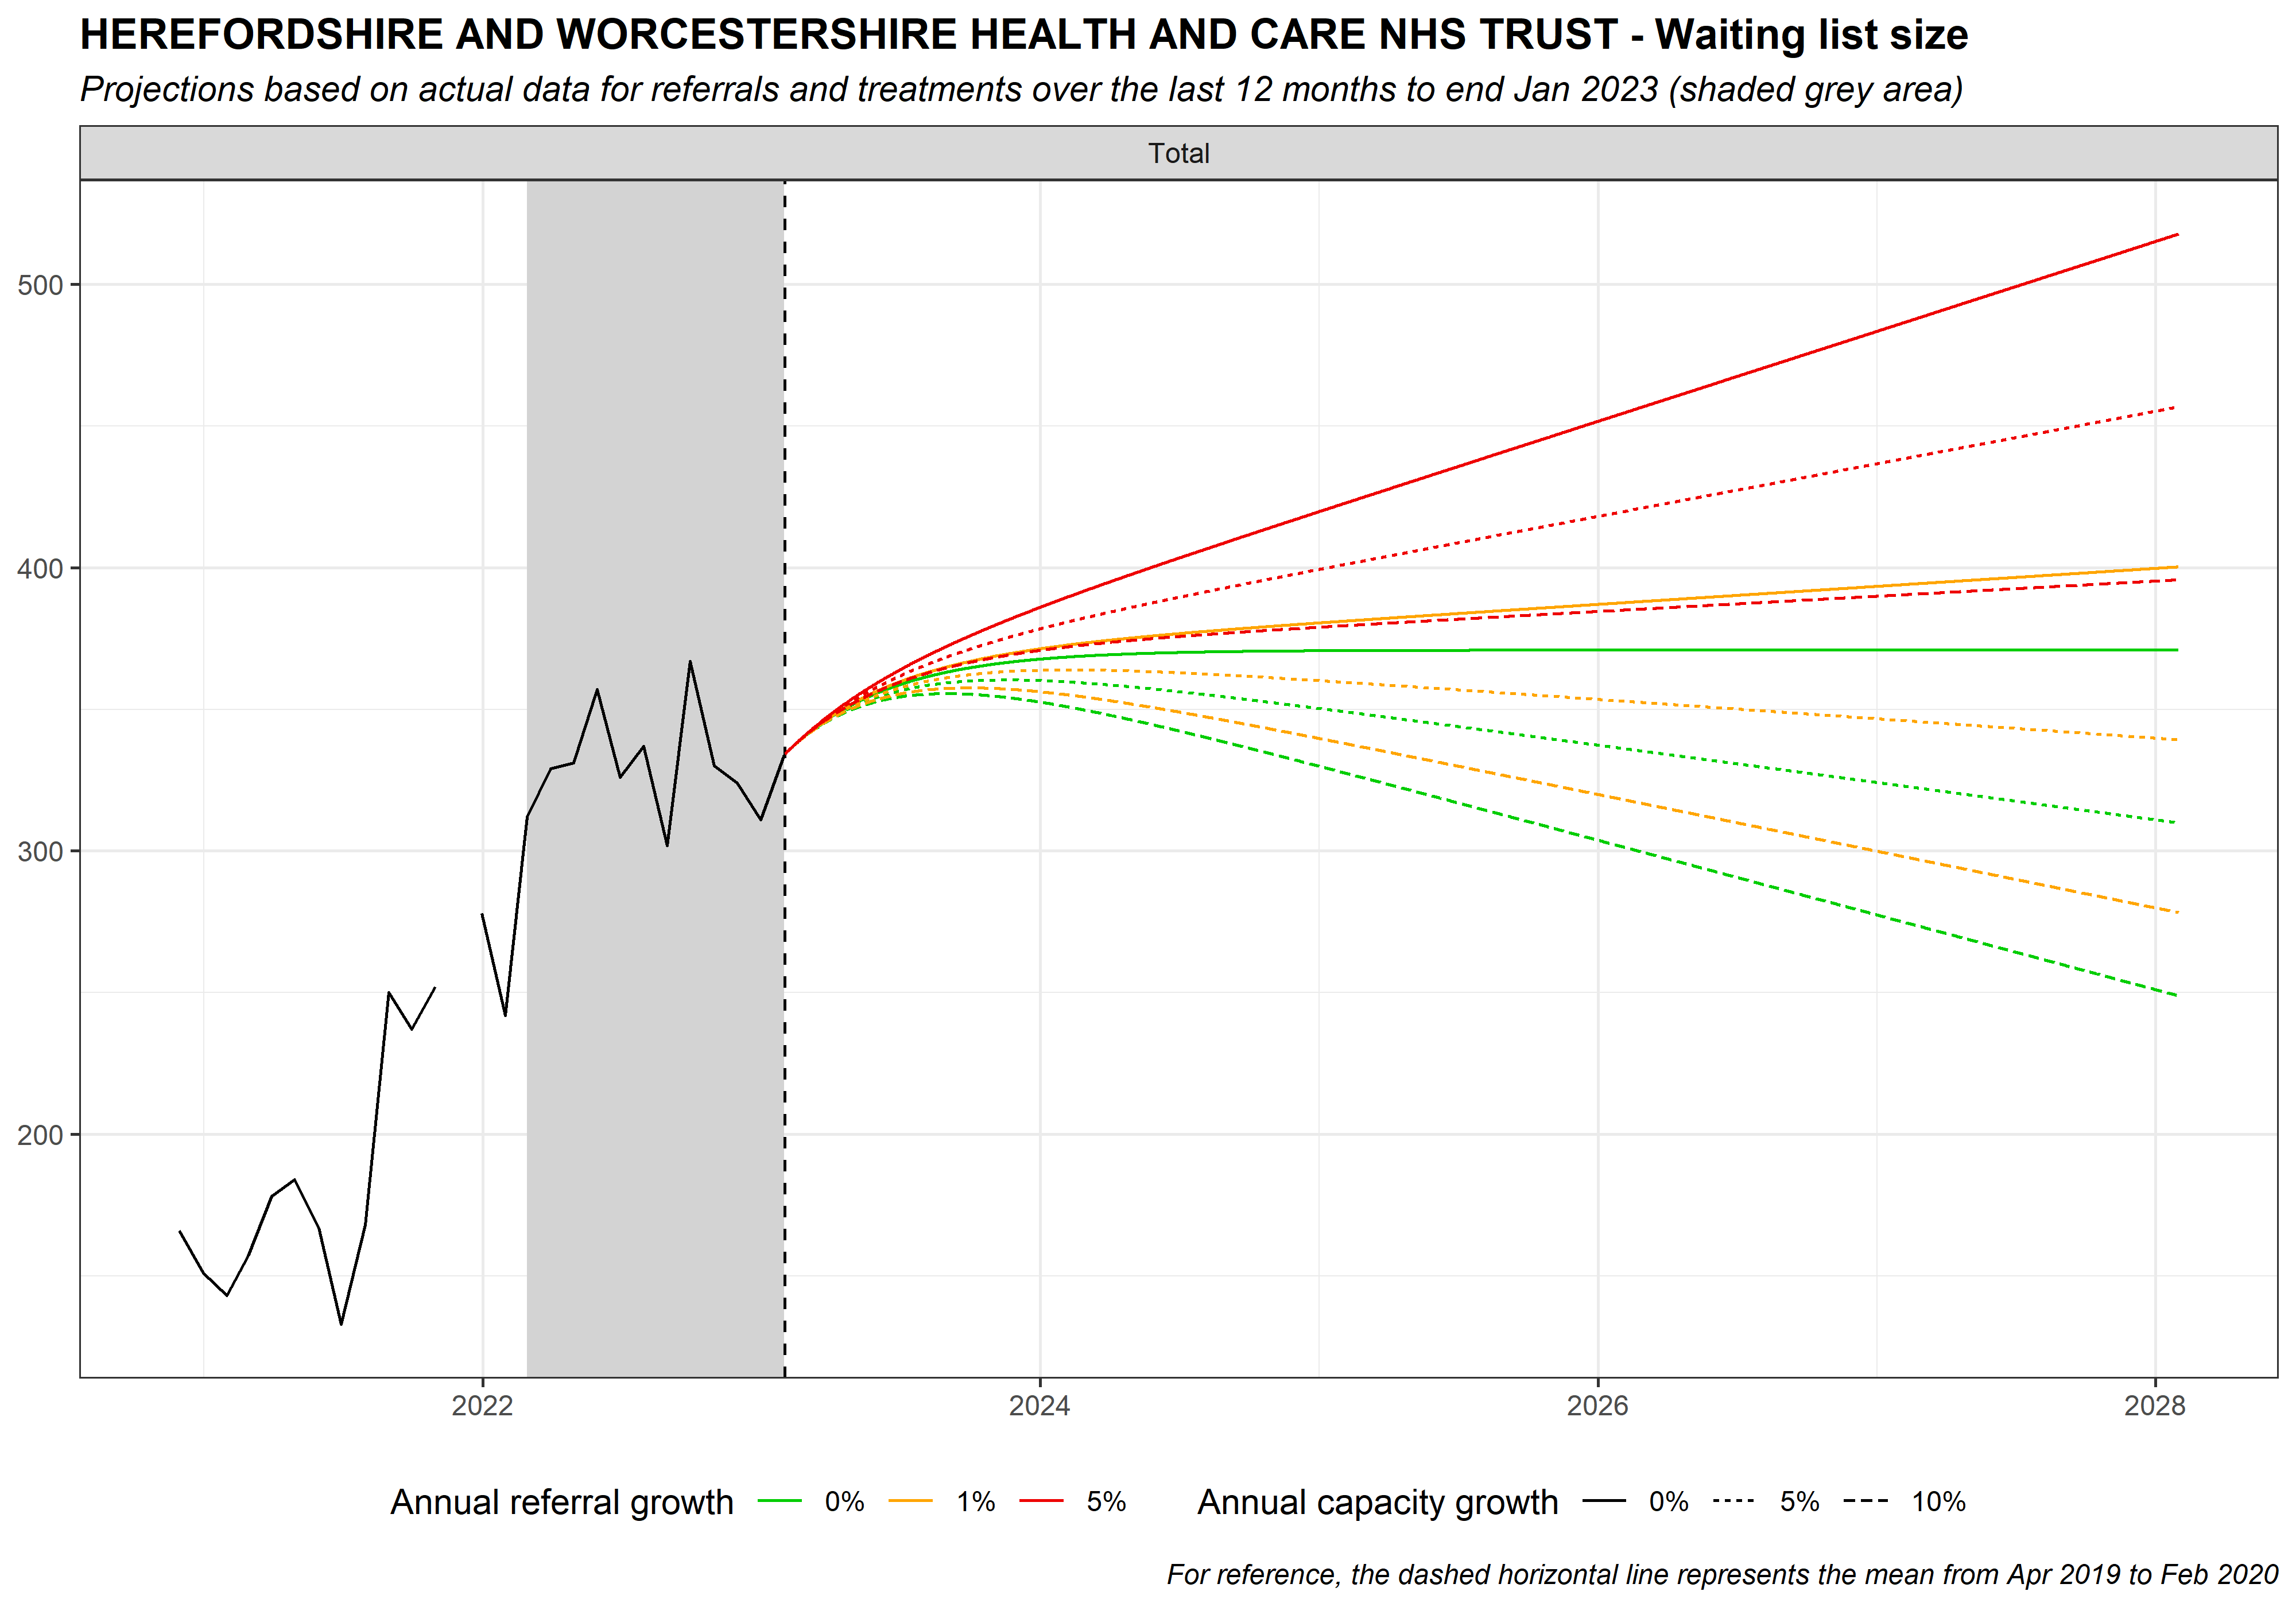 HEREFORDSHIRE AND WORCESTERSHIRE HEALTH AND CARE NHS TRUST - Waiting list size
Projections based on actual data for referrals and treatments over the last 12 months to end Jan 2023 (shaded grey area)
Total
500
400
300
200
2022 2024 2026 2028
Annual referral growth 0% 1% 5% Annual capacity growth 0% 5% 10%
For reference, the dashed horizontal line represents the mean from Apr 2019 to Feb 2020